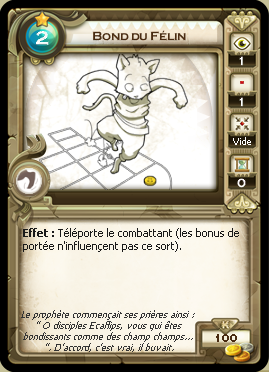 2
BOND DU FÉLIN
1
1
Vide
0
Effet : Téléporte le combattant (les bonus de
portée n'influençent pas ce sort).
Le prophète commençait ses prières ainsi :
" O disciples Ecaflips, vous qui êtes
bondissants comme des champ champs...
". D'accord, c'est vrai, il buvait.
K
100